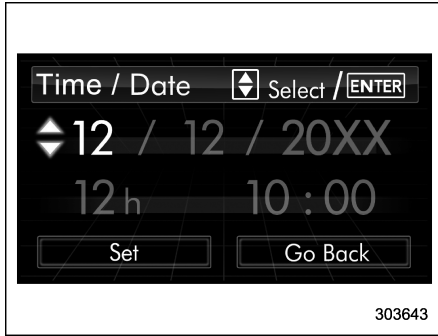 Time / Date Select / ENTER
12 / 12 / 20XX
12h 10:00
Set Go Back
303643